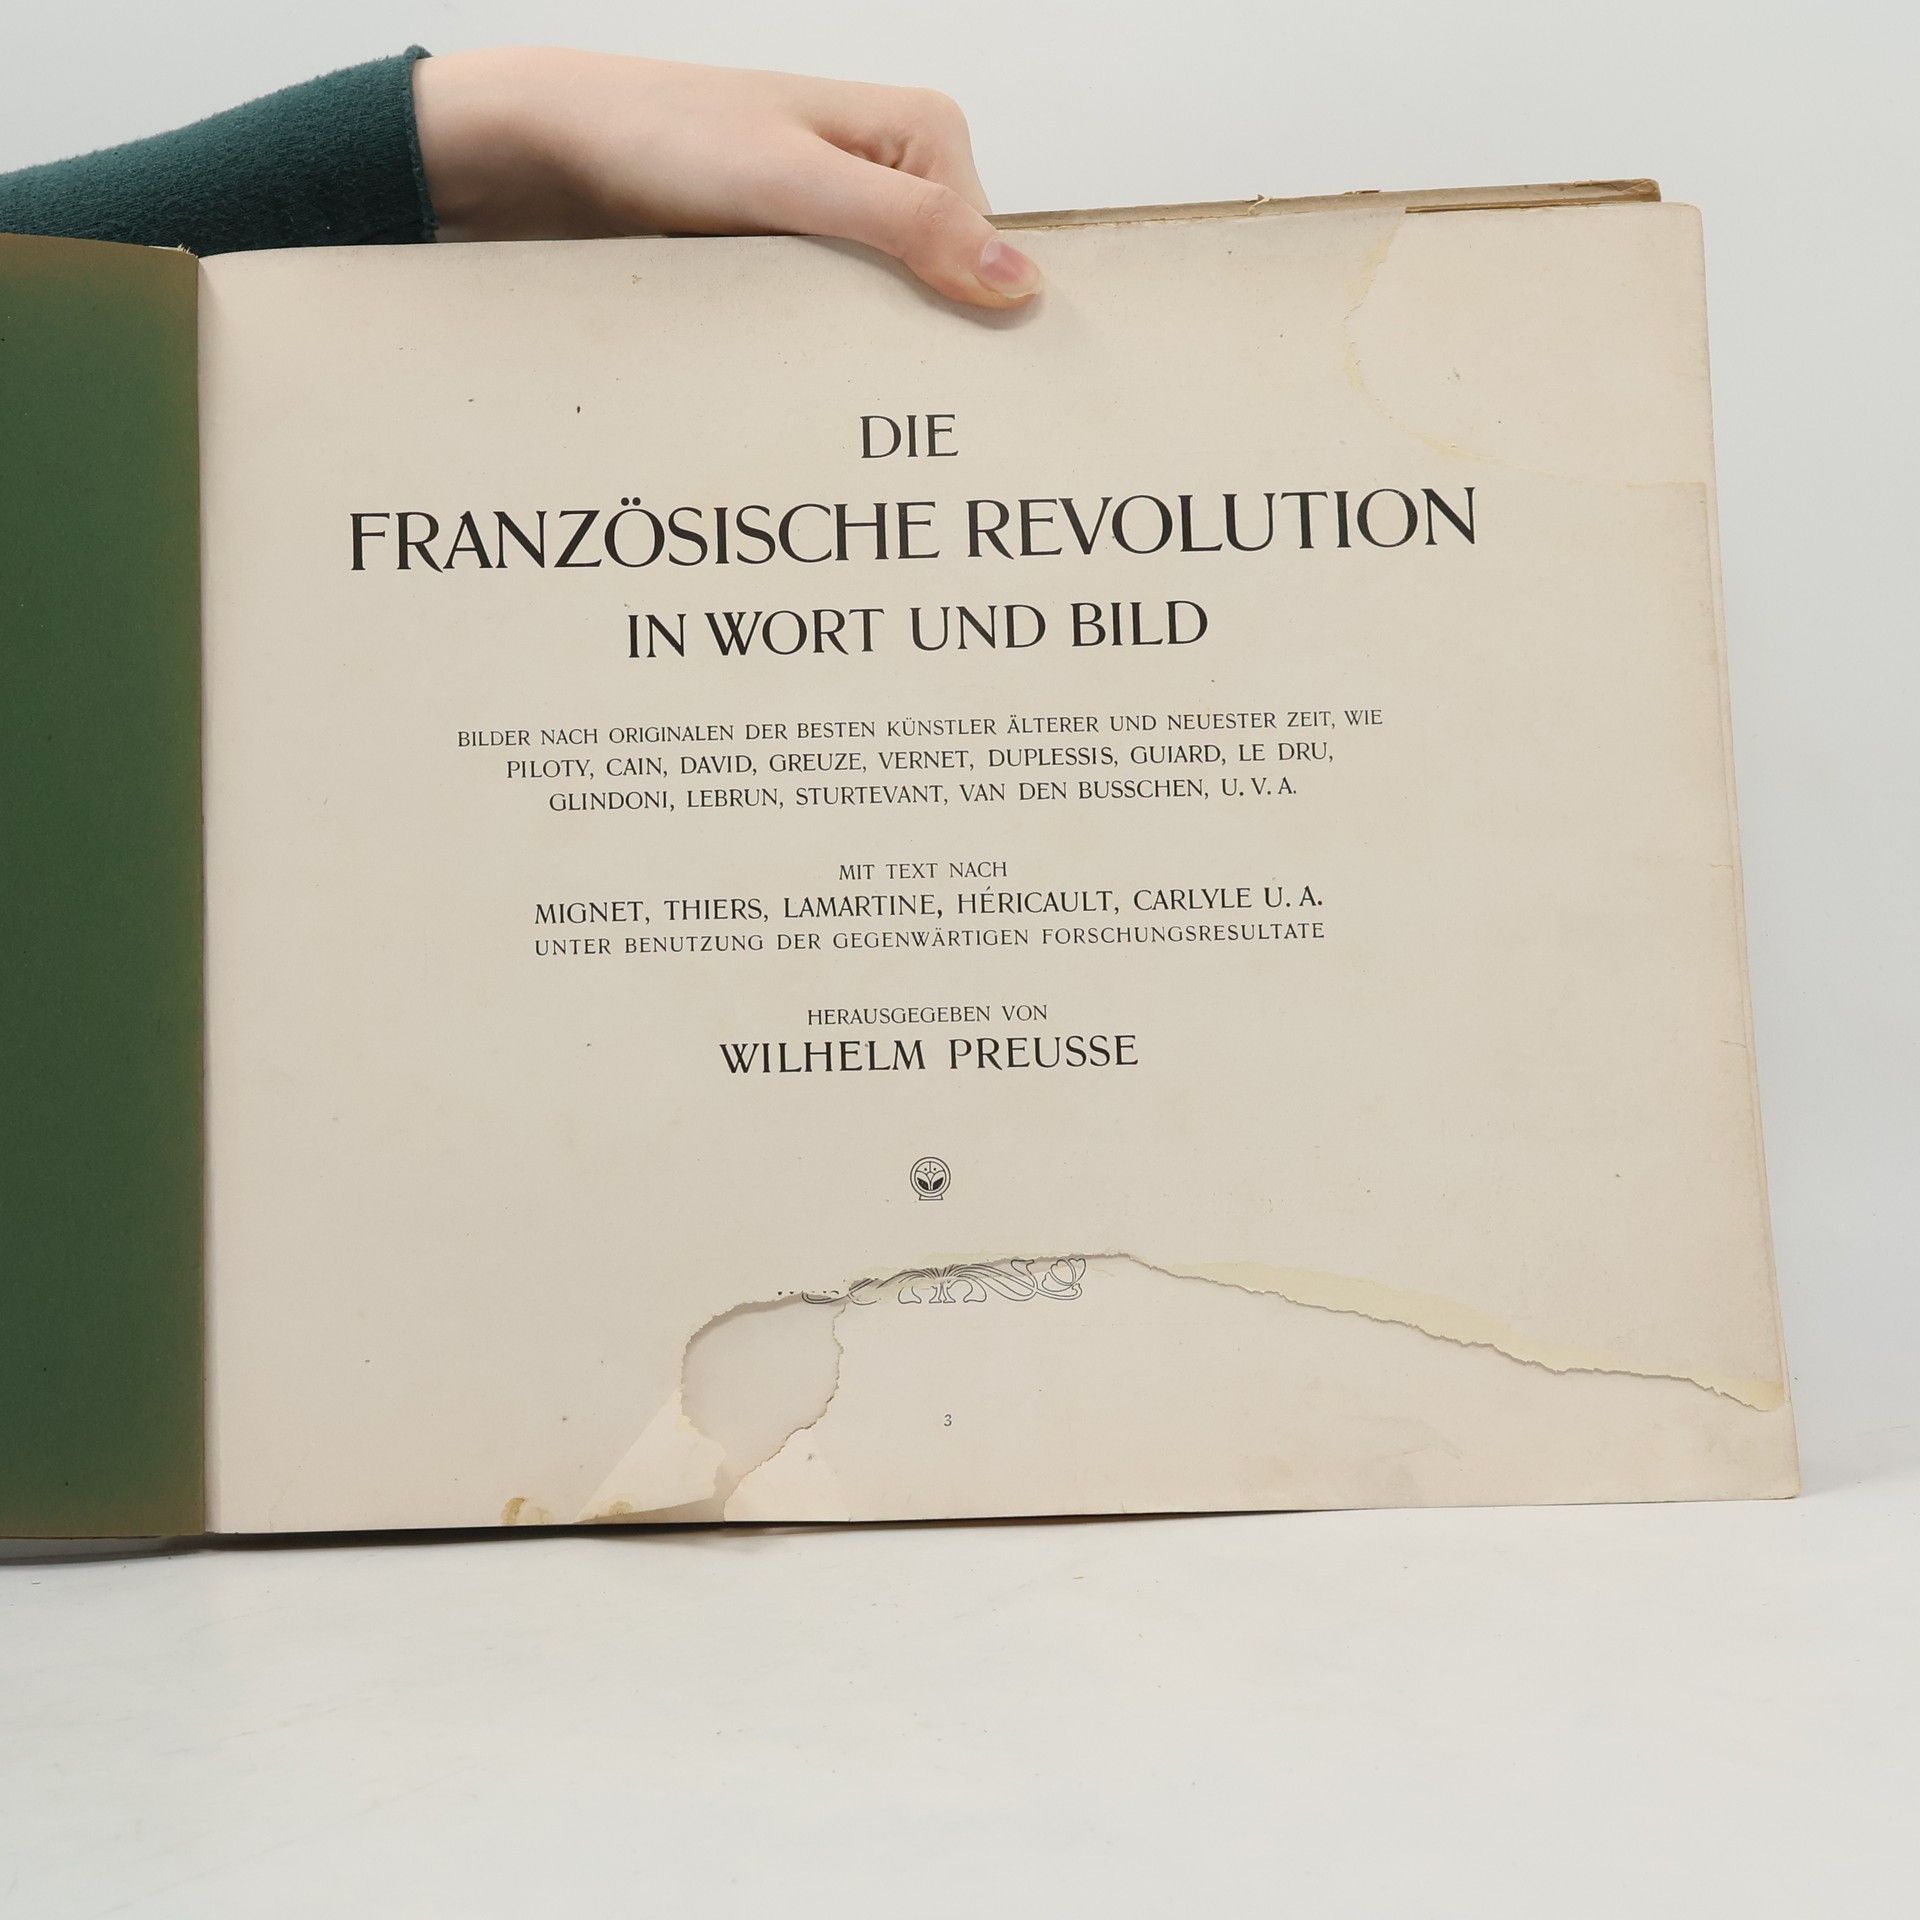 DIE
FRANZÖSISCHE REVOLUTION
IN WORT UND BILD
BILDER NACH ORIGINALEN DER BESTEN KÜNSTLER ÄLTERER UND NEUESTER ZEIT, WIE
PILOTY, CAIN, DAVID, GREUZE, VERNET, DUPLESSIS, GUIARD, LE DRU,
GLINDONI, LEBRUN, STURTEVANT, VAN DEN BUSSCHEN, U. V. A.
MIT TEXT NACH
MIGNET, THIERS, LAMARTINE, HÉRICAULT, CARLYLE U. A.
UNTER BENUTZUNG DER GEGENWÄRTIGEN FORSCHUNGSRESULTATE
HERAUSGEGEBEN VON
WILHELM PREUSSE
3